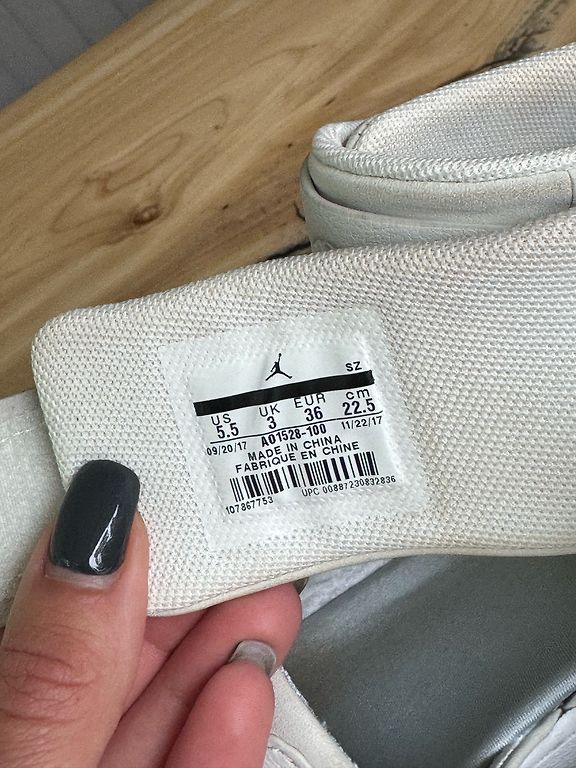 SZ
US UK EUR cm
5.5 3 36 22.5
09/20/17 AO1528-100 11/22/17
MADE IN CHINA
FABRIQUE EN CHINE
107867753 UPC 00887230832836